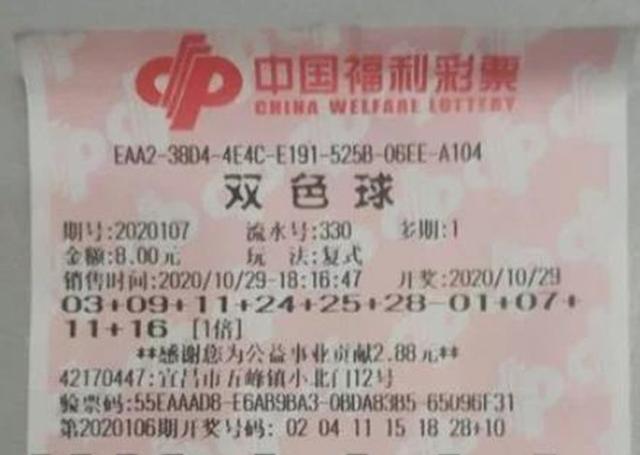 中国福利彩票
CHINA WELFARE LOTTERY
EAA2-38D4-4E4C-E191-525B-06EE-A104
双色球
期号:2020107 流水号:330 多期:1
金额:8.00元 玩 法:复式
销售时间:2020/10/29-18:16:47 开奖:2020/10/29
03+09+11+24+25+28-01+07+
11+16 [1倍]
**感谢您为公益事业贡献2.88元**
42170447:宜昌市五峰镇小北门12号
验票码:55EAAAD8-E6AB9BA3-0BDA83B5-65096F31
第2020106期开奖号码: 02 04 11 15 18 28+10